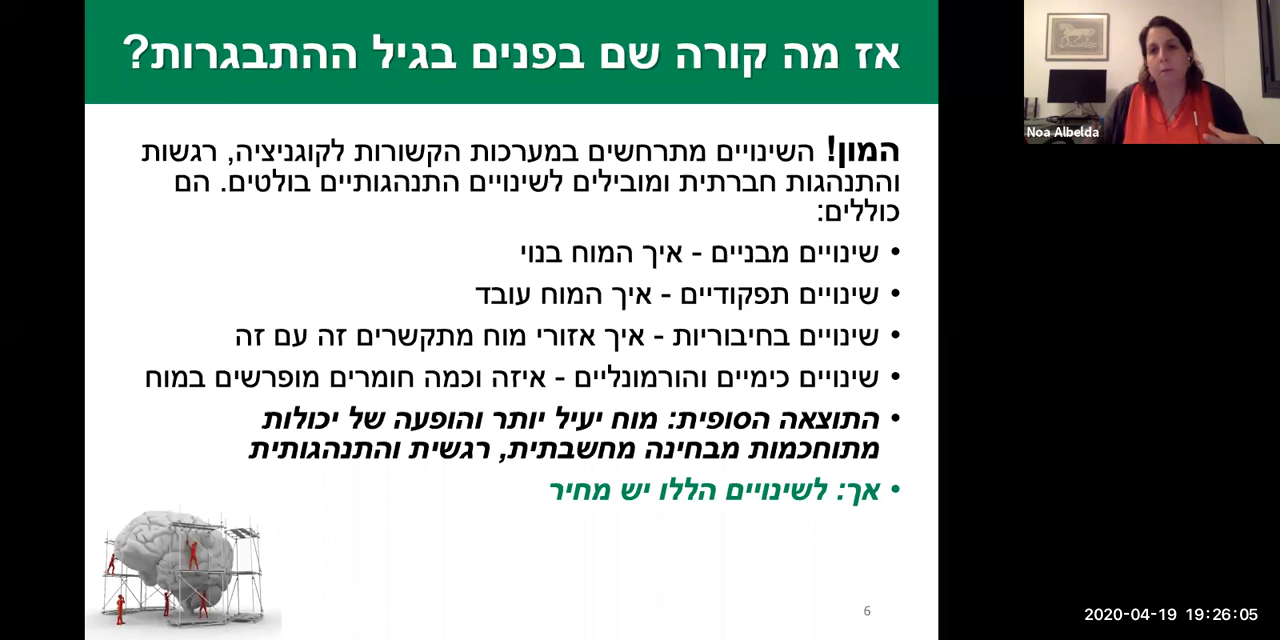 אז מה קורה שם בפנים בגיל ההתבגרות?
Noa Albelda
המון! השינויים מתרחשים במערכות הקשורות לקוגניציה, רגשות
והתנהגות חברתית ומובילים לשינויים התנהגותיים בולטים. הם
כוללים:
• שינויים מבניים - איך המוח בנוי
• שינויים תפקודיים - איך המוח עובד
• שינויים בחיבוריות - איך אזורי מוח מתקשרים זה עם זה
• שינויים כימיים והורמונליים - איזה וכמה חומרים מופרשים במוח
• התוצאה הסופית: מוח יעיל יותר והופעה של יכולות
מתוחכמות מבחינה מחשבתית, רגשית והתנהגותית
• אך: לשינויים הללו יש מחיר
6
2020-04-19 19:26:05